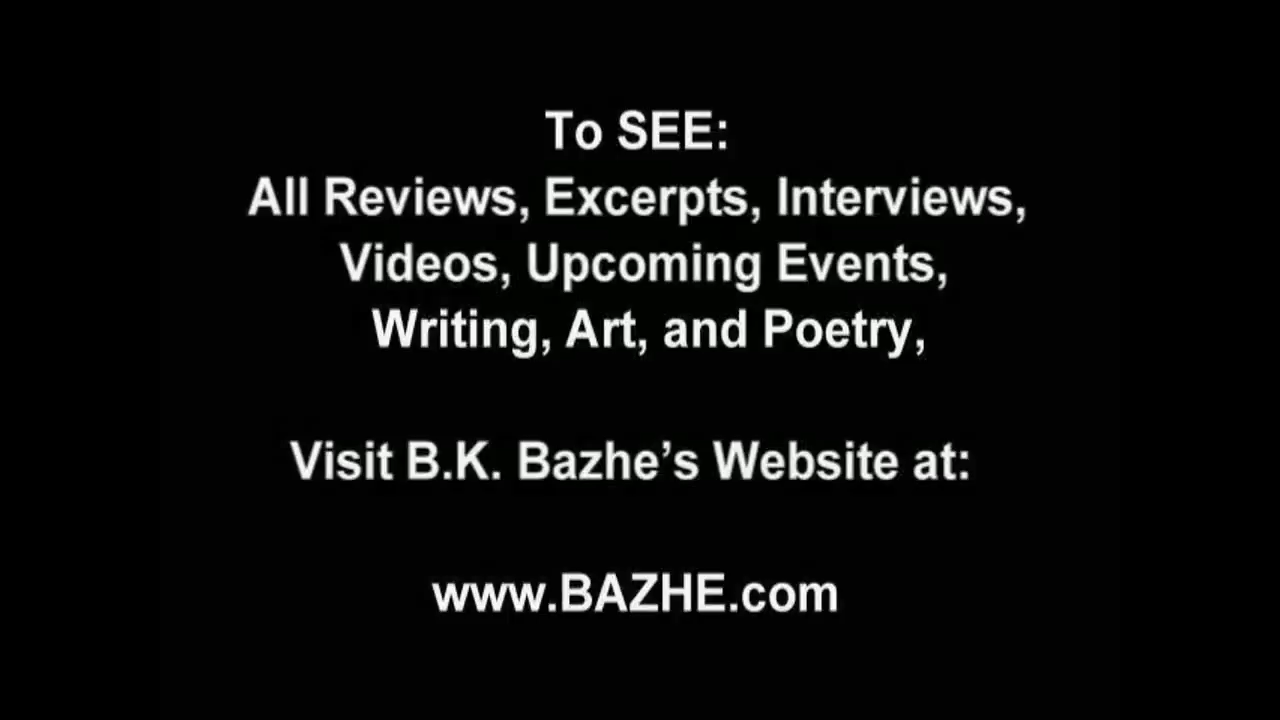 To SEE:
All Reviews, Excerpts, Interviews,
Videos, Upcoming Events,
Writing, Art, and Poetry,
Visit B.K. Bazhe’s Website at:
www.BAZHE.com